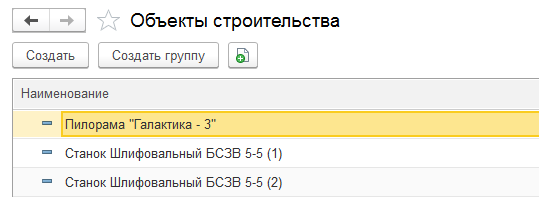 Объекты строительства
Создать Создать группу
Наименование
Пилорама "Галактика - 3"
Станок Шлифовальный БСЗВ 5-5 (1)
Станок Шлифовальный БСЗВ 5-5 (2)